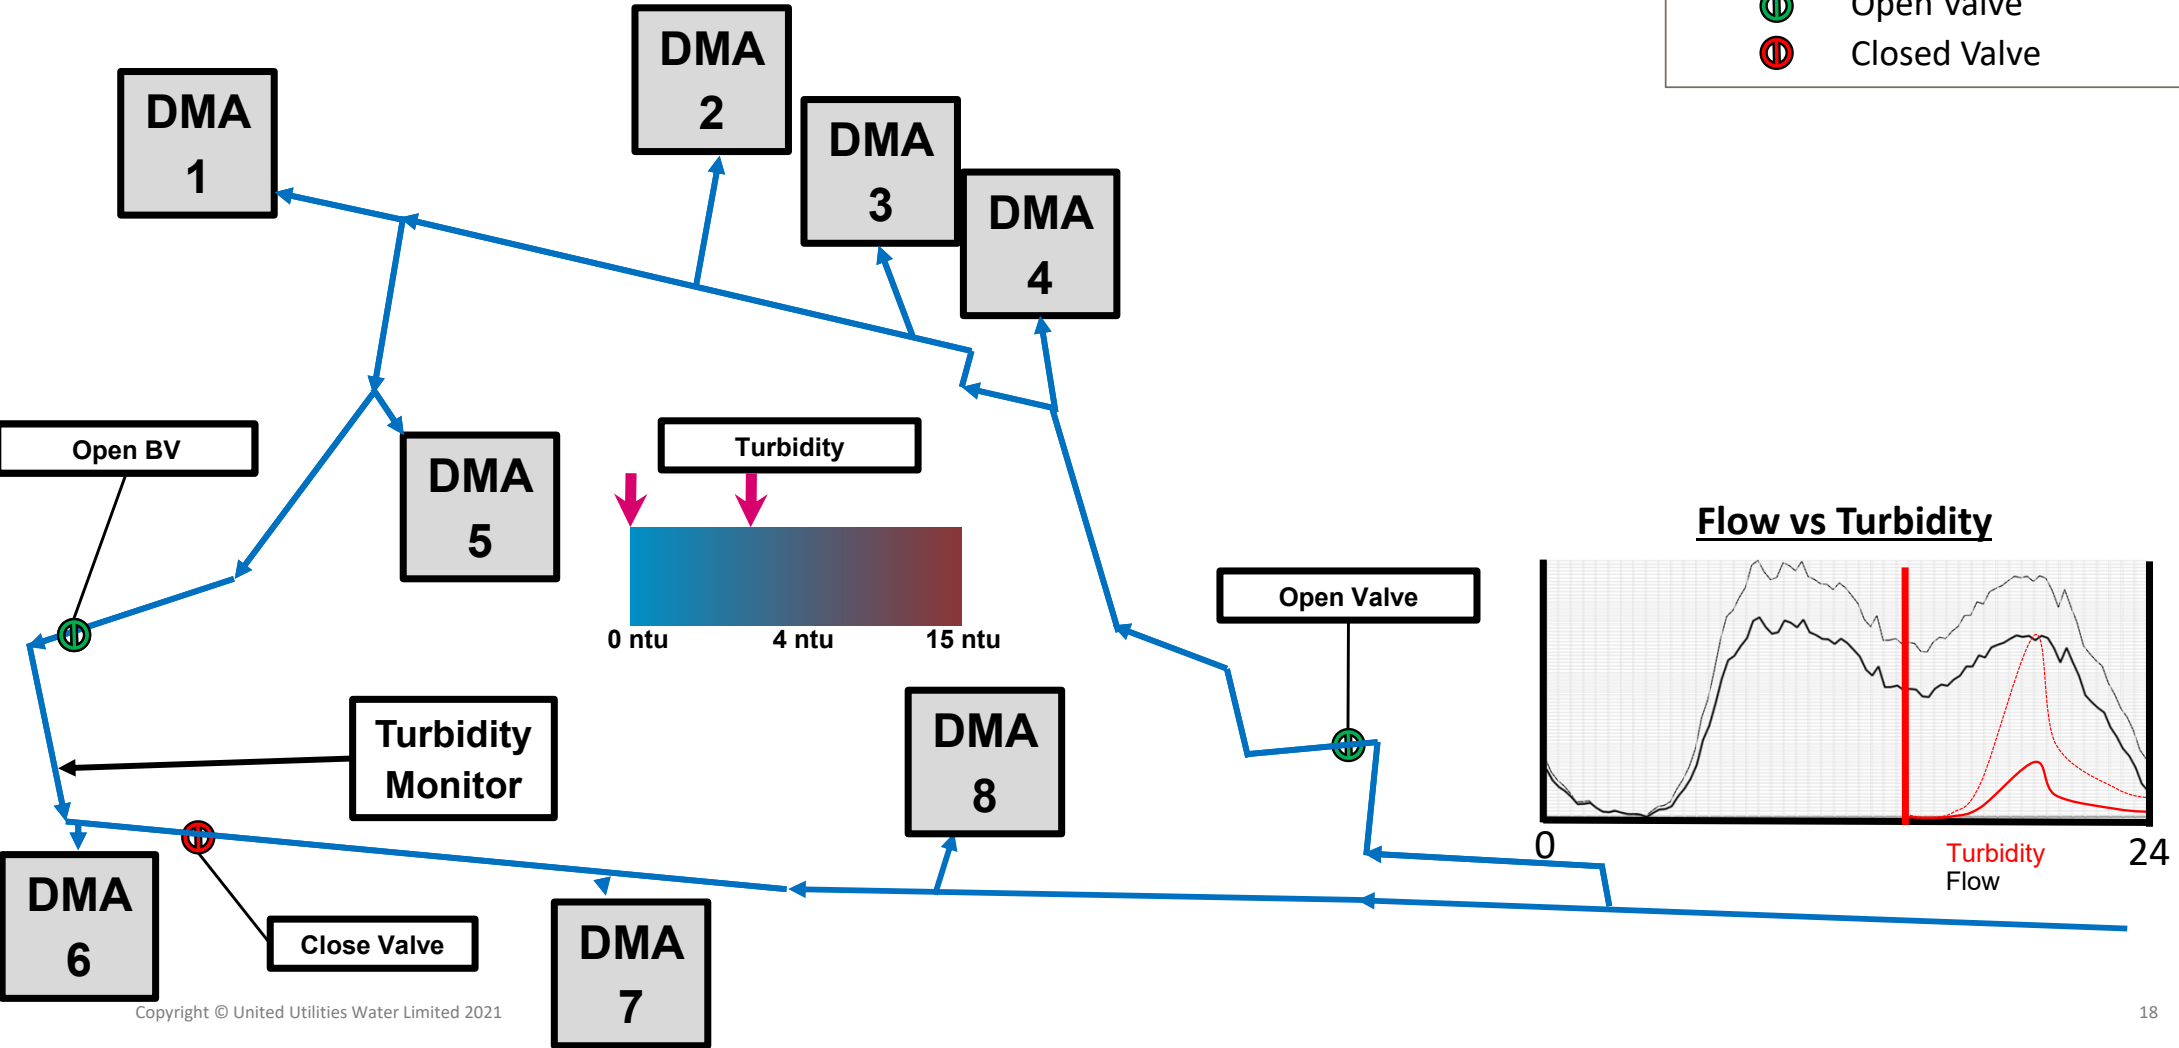 Open Valve
Closed Valve
DMA
1
DMA
2
DMA
3
DMA
4
Open BV
DMA
5
Turbidity
0 ntu
4 ntu
15 ntu
Open Valve
Flow vs Turbidity
0
24
Turbidity
Flow
Turbidity
Monitor
DMA
8
DMA
6
Close Valve
DMA
7
Copyright © United Utilities Water Limited 2021
18